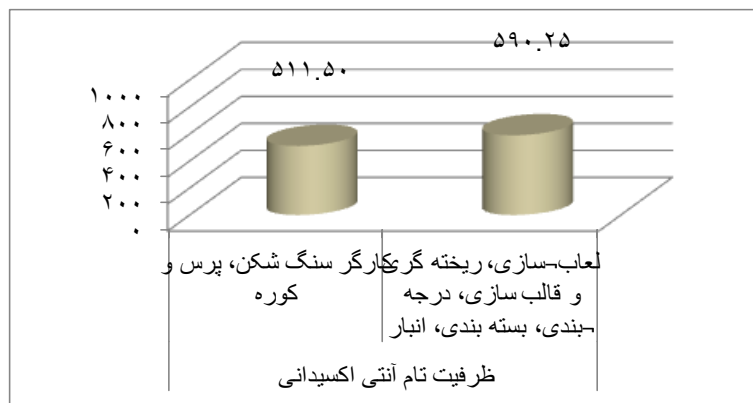 ۵۹۰.۲۵
۵۱۱.۵۰
۱۰۰۰
۸۰۰
۶۰۰
۴۰۰
۲۰۰
۰
کارگر سنگ شکن، پرس و
کوره
لعاب¬سازی، ریخته گری
و قالب سازی، درجه
¬بندی، بسته بندی، انبار
ظرفیت تام آنتی اکسیدانی